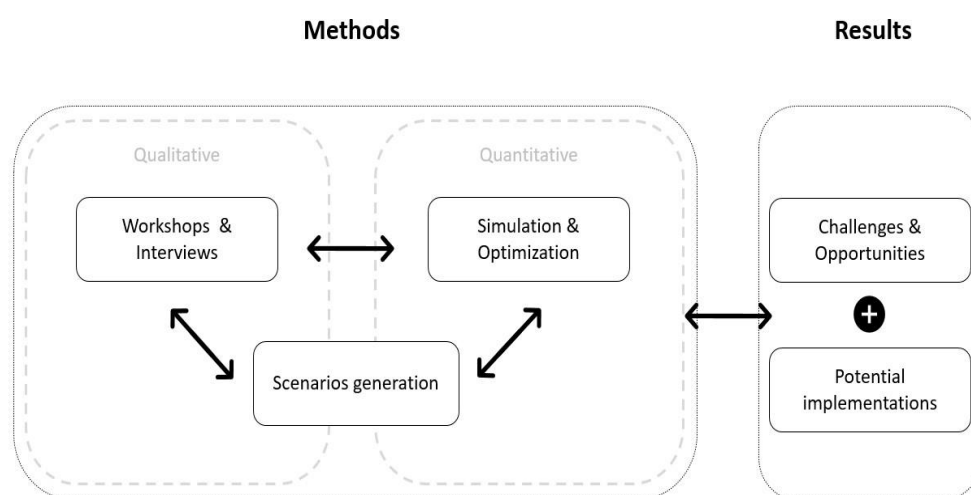 Methods
Results
Qualitative
Quantitative
Workshops &
Interviews
Simulation &
Optimization
Scenarios generation
Challenges &
Opportunities
+
Potential
implementations